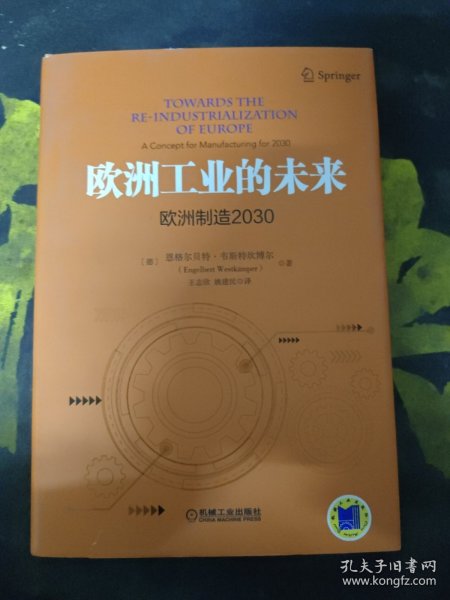 Springer
TOWARDS THE
RE-INDUSTRIALIZATION
OF EUROPE
A Concept for Manufacturing for 2030
欧洲工业的未来
欧洲制造2030
［德］ 恩格尔贝特·韦斯特坎博尔
（Engelbert Westkämper） 著
王志欣 姚建民◎译
机械工业出版社
CHINA MACHINE PRESS
孔夫子旧书网
www.kongfz.com